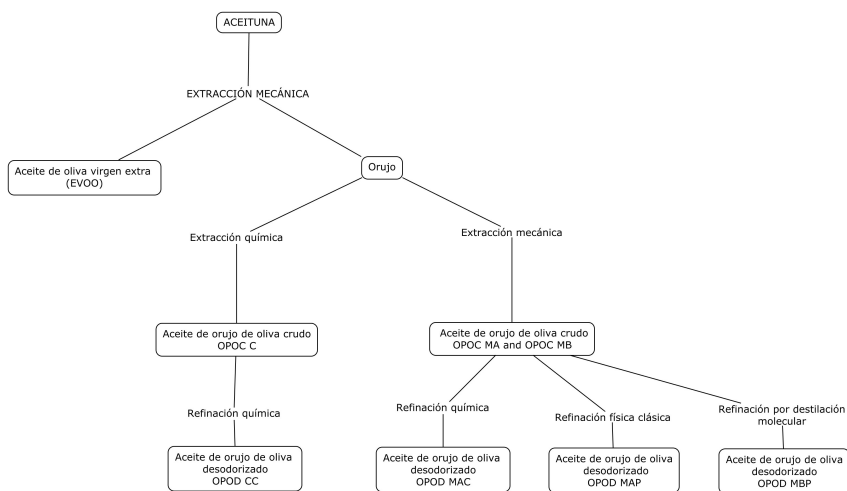 ACEITUNA
EXTRACCIÓN MECÁNICA
Aceite de oliva virgen extra
(EVOO)
Orujo
Extracción química
Extracción mecánica
Aceite de orujo de oliva crudo
OPOC C
Aceite de orujo de oliva crudo
OPOC MA and OPOC MB
Refinación química
Refinación química
Refinación física clásica
Refinación por destilación
molecular
Aceite de orujo de oliva
desodorizado
OPOD CC
Aceite de orujo de oliva
desodorizado
OPOD MAC
Aceite de orujo de oliva
desodorizado
OPOD MAP
Aceite de orujo de oliva
desodorizado
OPOD MBP